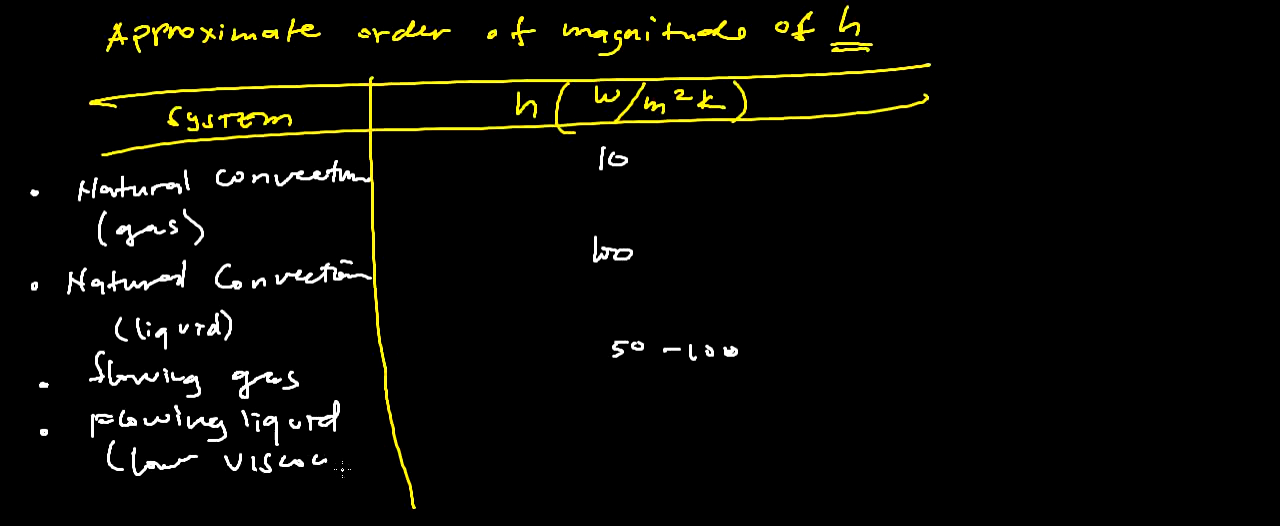 Approximate order of magnitude of h
SYSTEM h (W/m²K)
• Natural convection 10
(gas)
• Natural Convection 100
(liquid)
• flowing gas 50-100
• Flowing liquid
(low viscou